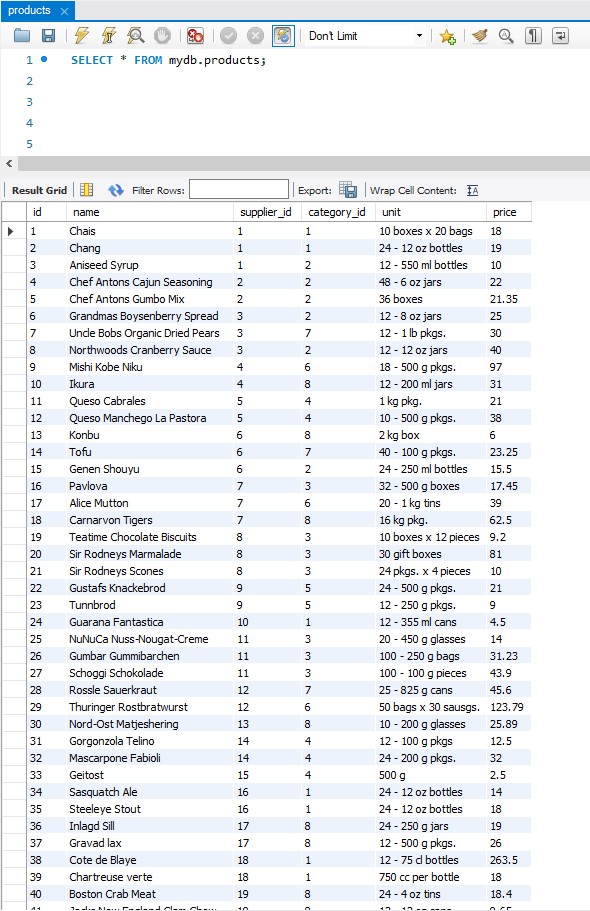 products
Don't Limit
1 SELECT * FROM mydb.products;
2
3
4
5
Result Grid Filter Rows: Export: Wrap Cell Content:
id name supplier_id category_id unit price
1 Chais 1 1 10 boxes x 20 bags 18
2 Chang 1 1 24 - 12 oz bottles 19
3 Aniseed Syrup 1 2 12 - 550 ml bottles 10
4 Chef Antons Cajun Seasoning 2 2 48 - 6 oz jars 22
5 Chef Antons Gumbo Mix 2 2 36 boxes 21.35
6 Grandmas Boysenberry Spread 3 2 12 - 8 oz jars 25
7 Uncle Bobs Organic Dried Pears 3 7 12 - 1 lb pkgs. 30
8 Northwoods Cranberry Sauce 3 2 12 - 12 oz jars 40
9 Mishi Kobe Niku 4 6 18 - 500 g pkgs. 97
10 Ikura 4 8 12 - 200 ml jars 31
11 Queso Cabrales 5 4 1 kg pkg. 21
12 Queso Manchego La Pastora 5 4 10 - 500 g pkgs. 38
13 Konbu 6 8 2 kg box 6
14 Tofu 6 7 40 - 100 g pkgs. 23.25
15 Genen Shouyu 6 2 24 - 250 ml bottles 15.5
16 Pavlova 7 3 32 - 500 g boxes 17.45
17 Alice Mutton 7 6 20 - 1 kg tins 39
18 Carnarvon Tigers 7 8 16 kg pkg. 62.5
19 Teatime Chocolate Biscuits 8 3 10 boxes x 12 pieces 9.2
20 Sir Rodneys Marmalade 8 3 30 gift boxes 81
21 Sir Rodneys Scones 8 3 24 pkgs. x 4 pieces 10
22 Gustafs Knackebrod 9 5 24 - 500 g pkgs. 21
23 Tunnbrod 9 5 12 - 250 g pkgs. 9
24 Guarana Fantastica 10 1 12 - 355 ml cans 4.5
25 NuNuCa Nuss-Nougat-Creme 11 3 20 - 450 g glasses 14
26 Gumbar Gummibarchen 11 3 100 - 250 g bags 31.23
27 Schoggi Schokolade 11 3 100 - 100 g pieces 43.9
28 Rossle Sauerkraut 12 7 25 - 825 g cans 45.6
29 Thuringer Rostbratwurst 12 6 50 bags x 30 sausgs. 123.79
30 Nord-Ost Matjeshering 13 8 10 - 200 g glasses 25.89
31 Gorgonzola Telino 14 4 12 - 100 g pkgs 12.5
32 Mascarpone Fabioli 14 4 24 - 200 g pkgs. 32
33 Geitost 15 4 500 g 2.5
34 Sasquatch Ale 16 1 24 - 12 oz bottles 14
35 Steeleye Stout 16 1 24 - 12 oz bottles 18
36 Inlagd Sill 17 8 24 - 250 g jars 19
37 Gravad lax 17 8 12 - 500 g pkgs. 26
38 Cote de Blaye 18 1 12 - 75 cl bottles 263.5
39 Chartreuse verte 18 1 750 cc per bottle 18
40 Boston Crab Meat 19 8 24 - 4 oz tins 18.4